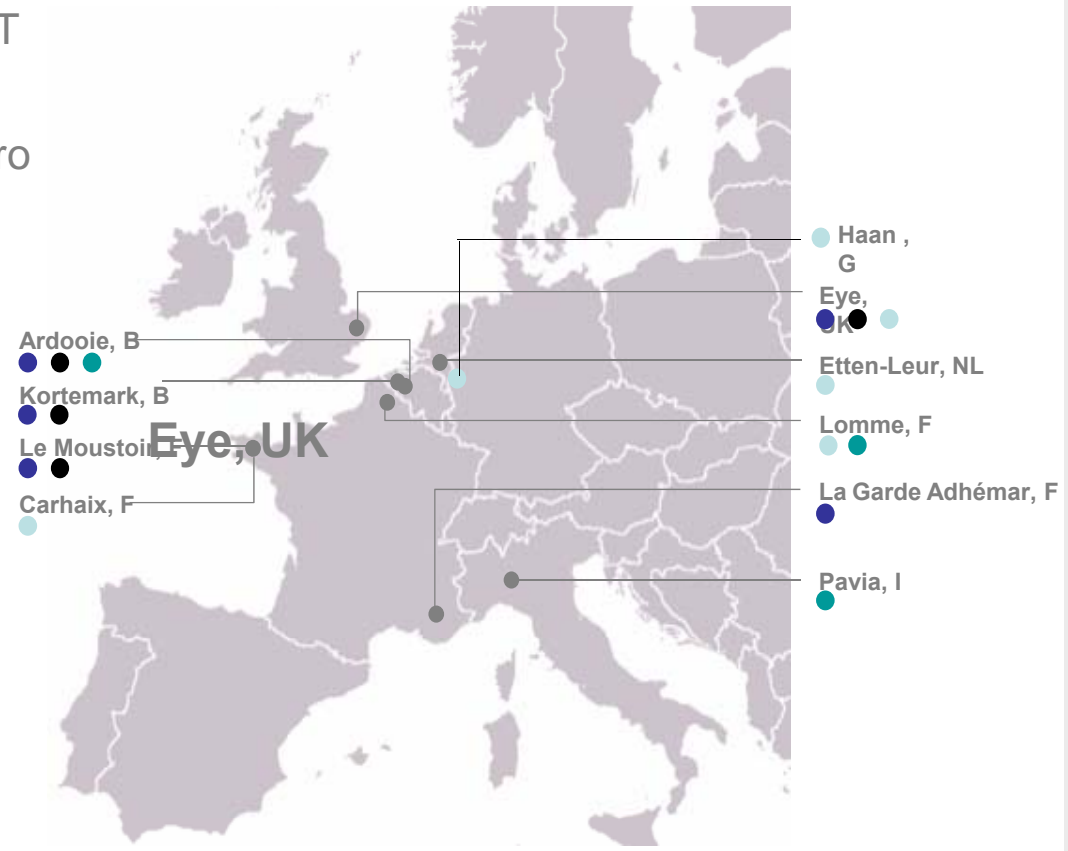 T
ro
Haan ,
G
Eye,
UK
Ardooie, B
Etten-Leur, NL
Kortemark, B
Lomme, F
Eye, UK
Le Moustoir, F
La Garde Adhémar, F
Carhaix, F
Pavia, I